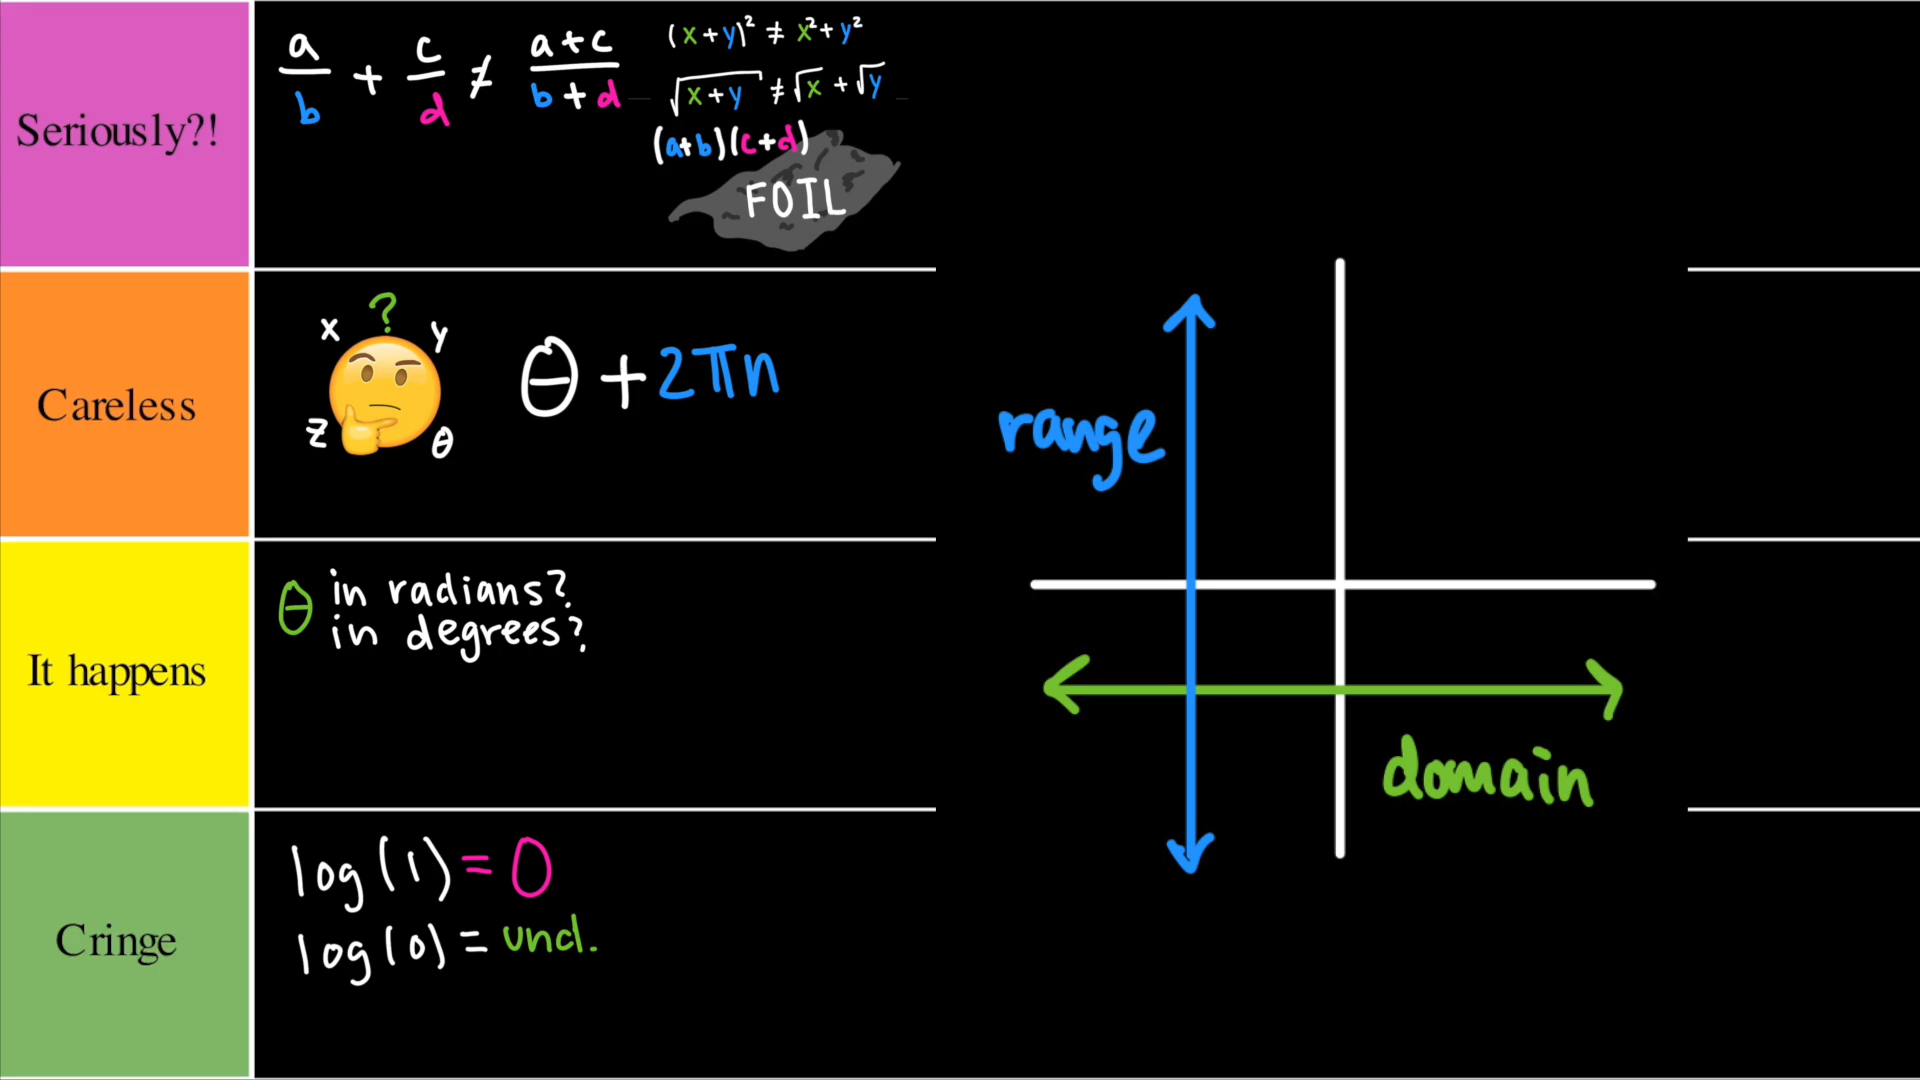 Seriously?!
a/b + c/d ≠ a+c/b+d
(x+y)² ≠ x²+y²
√x+y ≠ √x + √y
(a+b)(c+d)
FOIL
Careless
?
x y
z θ
θ + 2πn
It happens
θ in radians?
in degrees?
Cringe
log(1) = 0
log(0) = und.
range
domain